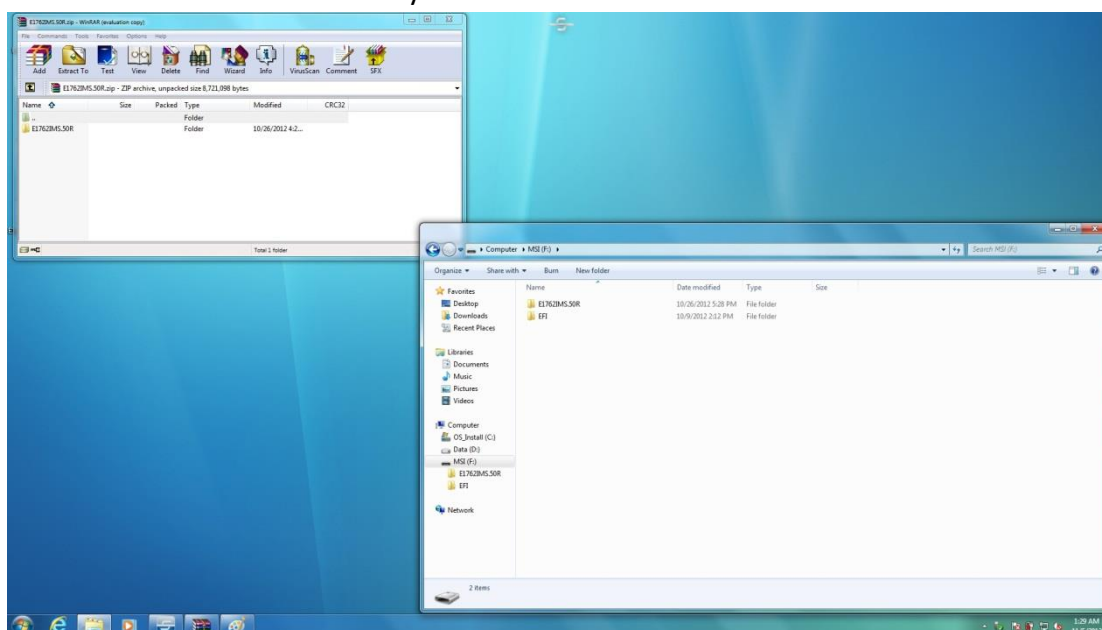 E1762IMS.50R.zip - WinRAR (evaluation copy)
File Commands Tools Favorites Options Help
Add Extract To Test View Delete Find Wizard Info VirusScan Comment SFX
E1762IMS.50R.zip - ZIP archive, unpacked size 8,721,098 bytes
Name Size Packed Type Modified CRC32
.. Folder
E1762IMS.50R Folder 10/26/2012 4:2...
Total 1 folder
Computer MSI (F:)
Search MSI (F:)
Organize Share with Burn New folder
Favorites
Desktop
Downloads
Recent Places
Libraries
Documents
Music
Pictures
Videos
Computer
OS_Install (C:)
Data (D:)
MSI (F:)
E1762IMS.50R
EFI
Network
Name Date modified Type Size
E1762IMS.50R 10/26/2012 5:28 PM File folder
EFI 10/9/2012 2:12 PM File folder
2 items
1:29 AM